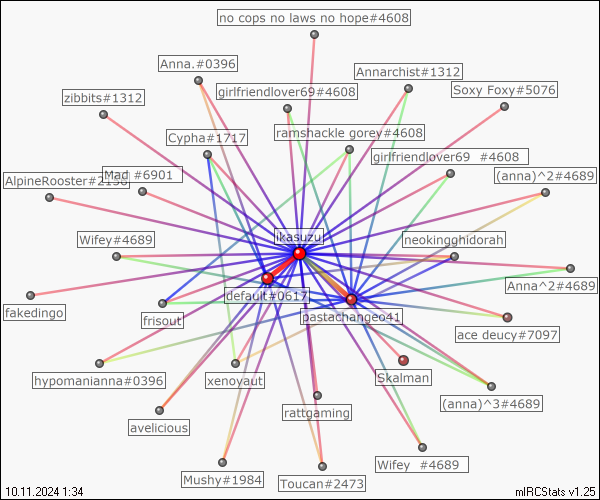 no cops no laws no hope#4608
Anna.#0396
Annarchist#1312
zibbits#1312
girlfriendlover69#4608
Soxy Foxy#5076
Cypha#1717
ramshackle gorey#4608
girlfriendlover69 #4608
AlpineRooster#2138
Mad #6901
(anna)^2#4689
Wifey#4689
ikasuzu
neokingghidorah
Anna^2#4689
fakedingo
frisout
default#0617
pastachangeo41
ace deucy#7097
hypomanianna#0396
xenoyaut
Skalman
avelicious
rattgaming
(anna)^3#4689
Mushy#1984
Toucan#2473
Wifey #4689
10.11.2024 1:34
mIRCStats v1.25